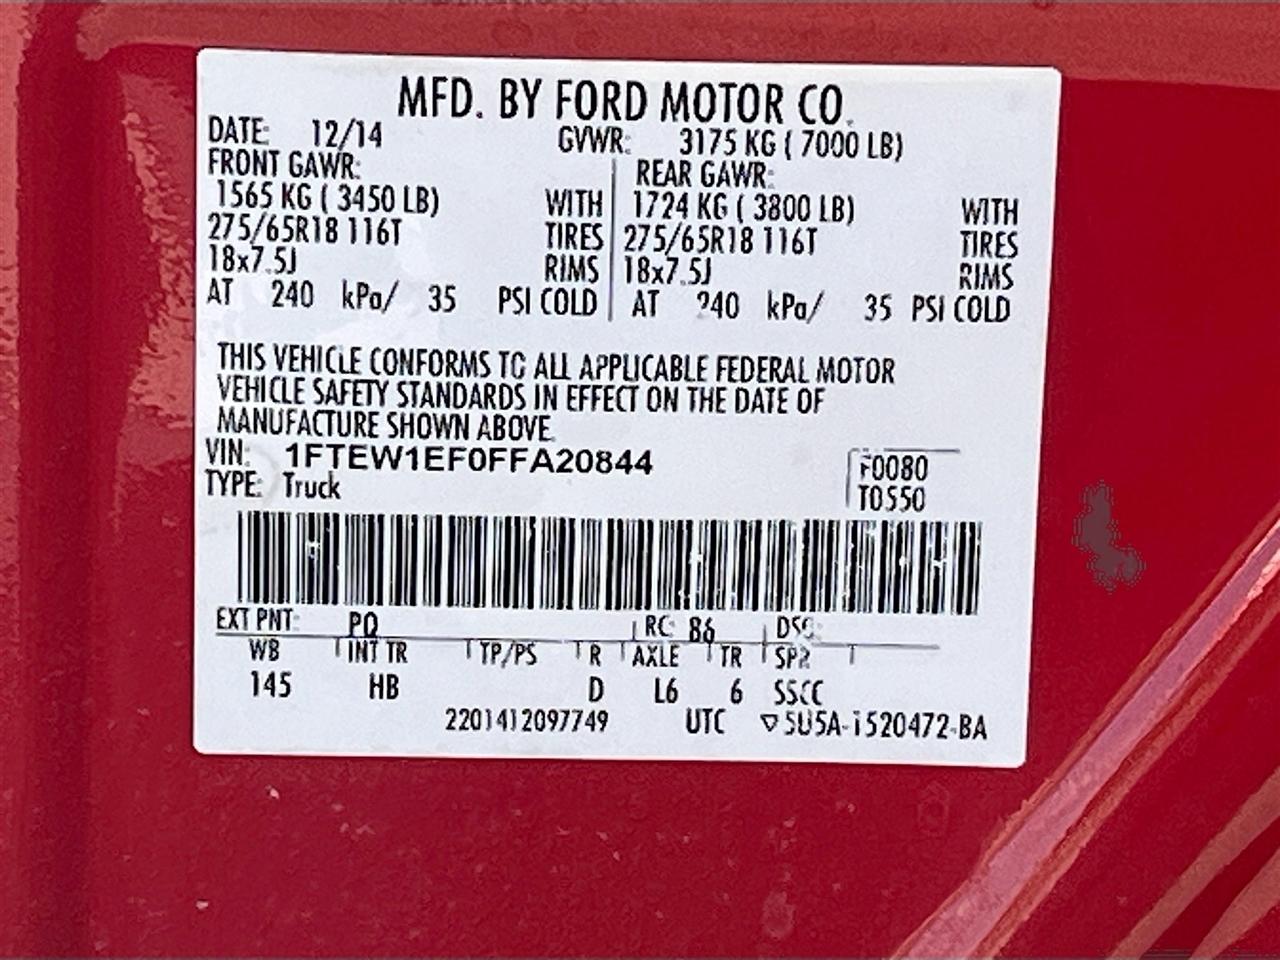 MFD. BY FORD MOTOR CO.
DATE: 12/14 GVWR: 3175 KG ( 7000 LB)
FRONT GAWR: REAR GAWR:
1565 KG ( 3450 LB) WITH 1724 KG ( 3800 LB) WITH
275/65R18 116T TIRES 275/65R18 116T TIRES
18x7.5J RIMS 18x7.5J RIMS
AT 240 kPa/ 35 PSI COLD AT 240 kPa/ 35 PSI COLD
THIS VEHICLE CONFORMS TO ALL APPLICABLE FEDERAL MOTOR
VEHICLE SAFETY STANDARDS IN EFFECT ON THE DATE OF
MANUFACTURE SHOWN ABOVE.
VIN: 1FTEW1EF0FFA20844 F0080
TYPE: Truck T0550
EXT PNT: PQ RC: 86 DSO:
WB INT TR TP/PS R AXLE TR SPR
145 HB D L6 6 SSCC
2201412097749 UTC ▽5U5A-1520472-BA